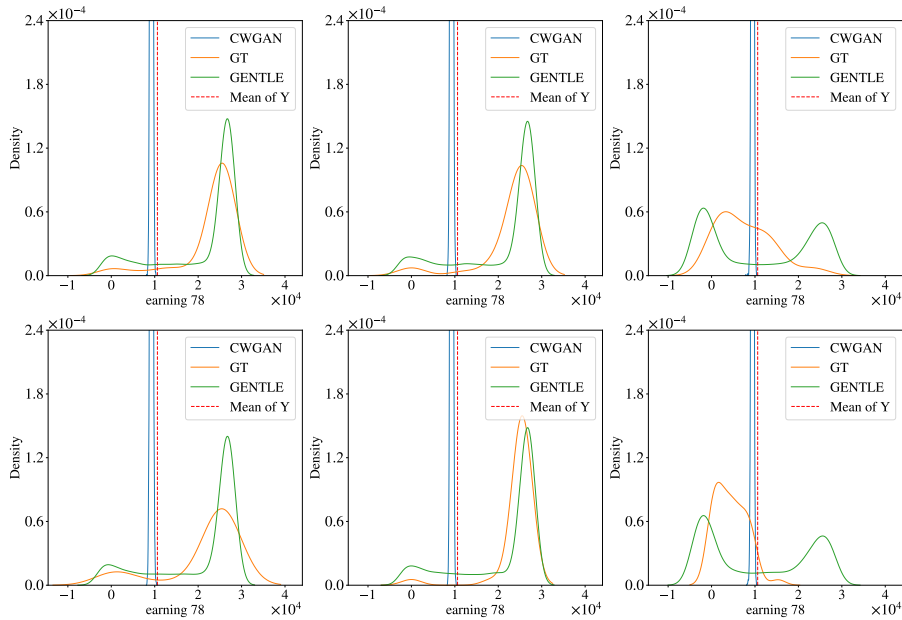 ×10⁻⁴
2.4
1.8
1.2
0.6
0.0
Density
CWGAN
GT
GENTLE
Mean of Y
−1 0 1 2 3 4
earning 78
×10⁴
×10⁻⁴
2.4
1.8
1.2
0.6
0.0
Density
CWGAN
GT
GENTLE
Mean of Y
−1 0 1 2 3 4
earning 78
×10⁴
×10⁻⁴
2.4
1.8
1.2
0.6
0.0
Density
CWGAN
GT
GENTLE
Mean of Y
−1 0 1 2 3 4
earning 78
×10⁴
×10⁻⁴
2.4
1.8
1.2
0.6
0.0
Density
CWGAN
GT
GENTLE
Mean of Y
−1 0 1 2 3 4
earning 78
×10⁴
×10⁻⁴
2.4
1.8
1.2
0.6
0.0
Density
CWGAN
GT
GENTLE
Mean of Y
−1 0 1 2 3 4
earning 78
×10⁴
×10⁻⁴
2.4
1.8
1.2
0.6
0.0
Density
CWGAN
GT
GENTLE
Mean of Y
−1 0 1 2 3 4
earning 78
×10⁴